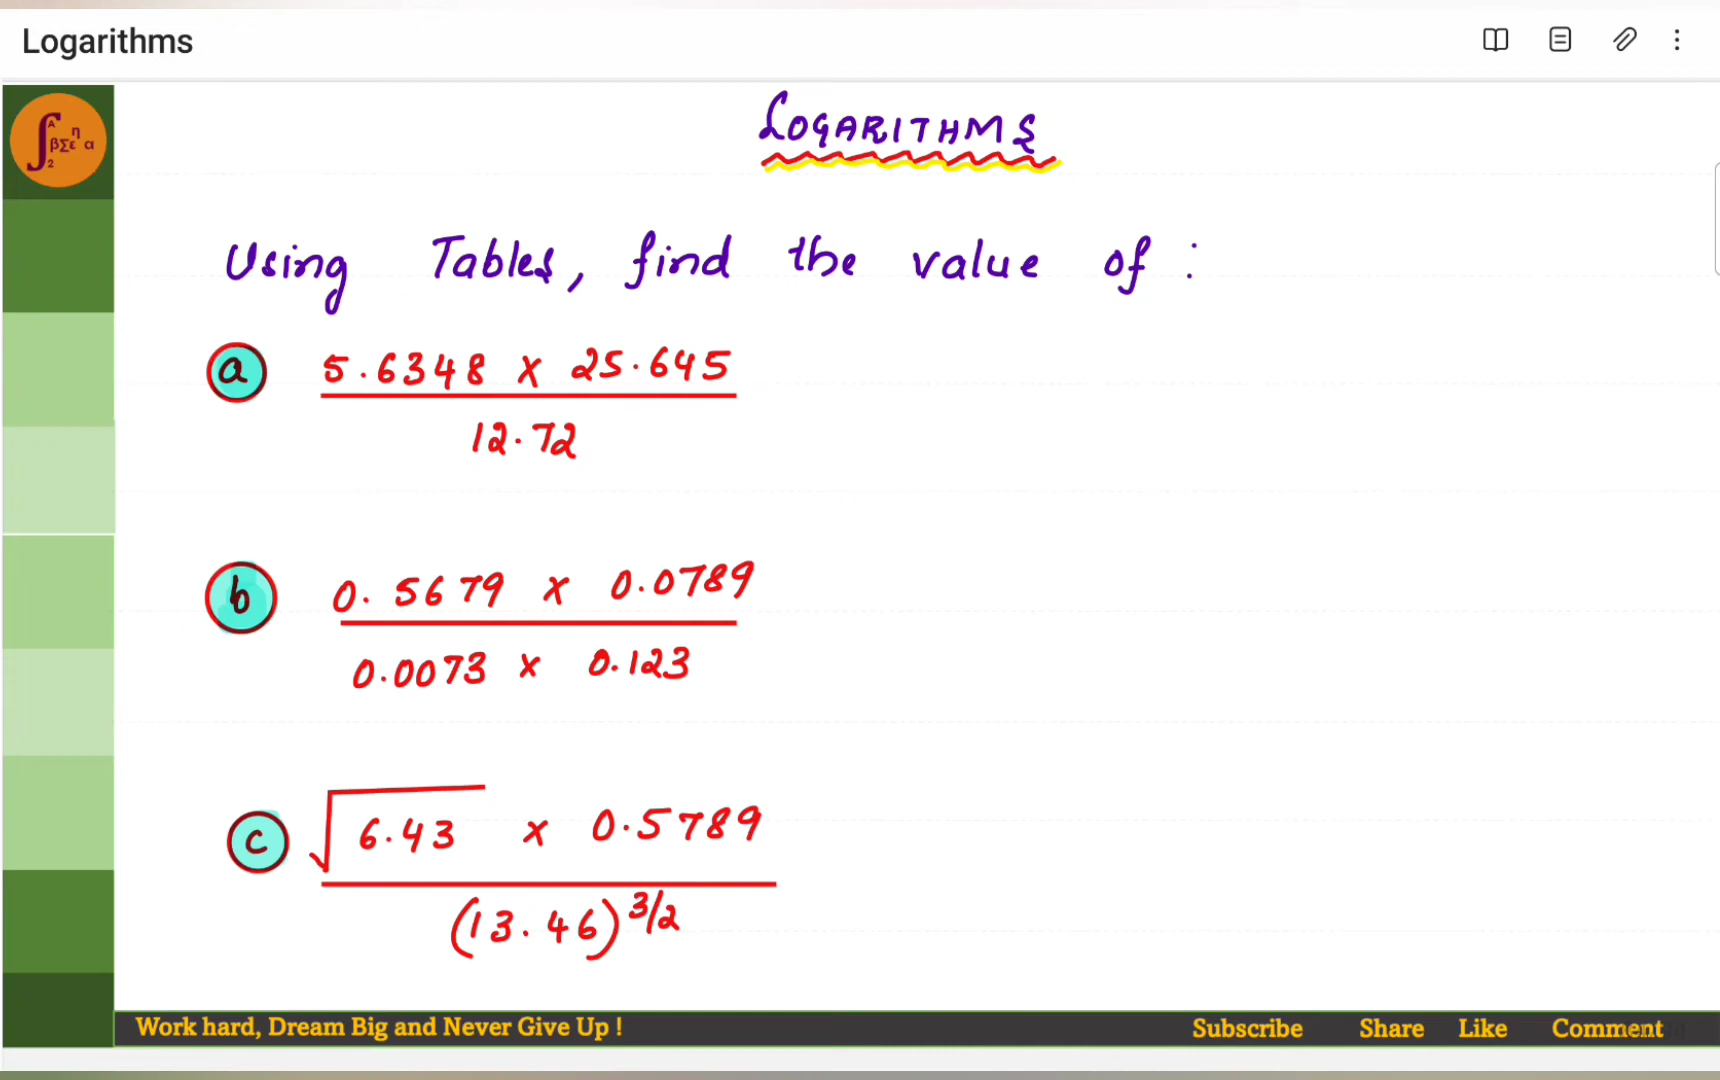 Logarithms
LOGARITHMS
Using Tables, find the value of :
a 5.6348 x 25.645
12.72
b 0.5679 x 0.0789
0.0073 x 0.123
c √6.43 x 0.5789
(13.46)^3/2
Work hard, Dream Big and Never Give Up ! Subscribe Share Like Comment